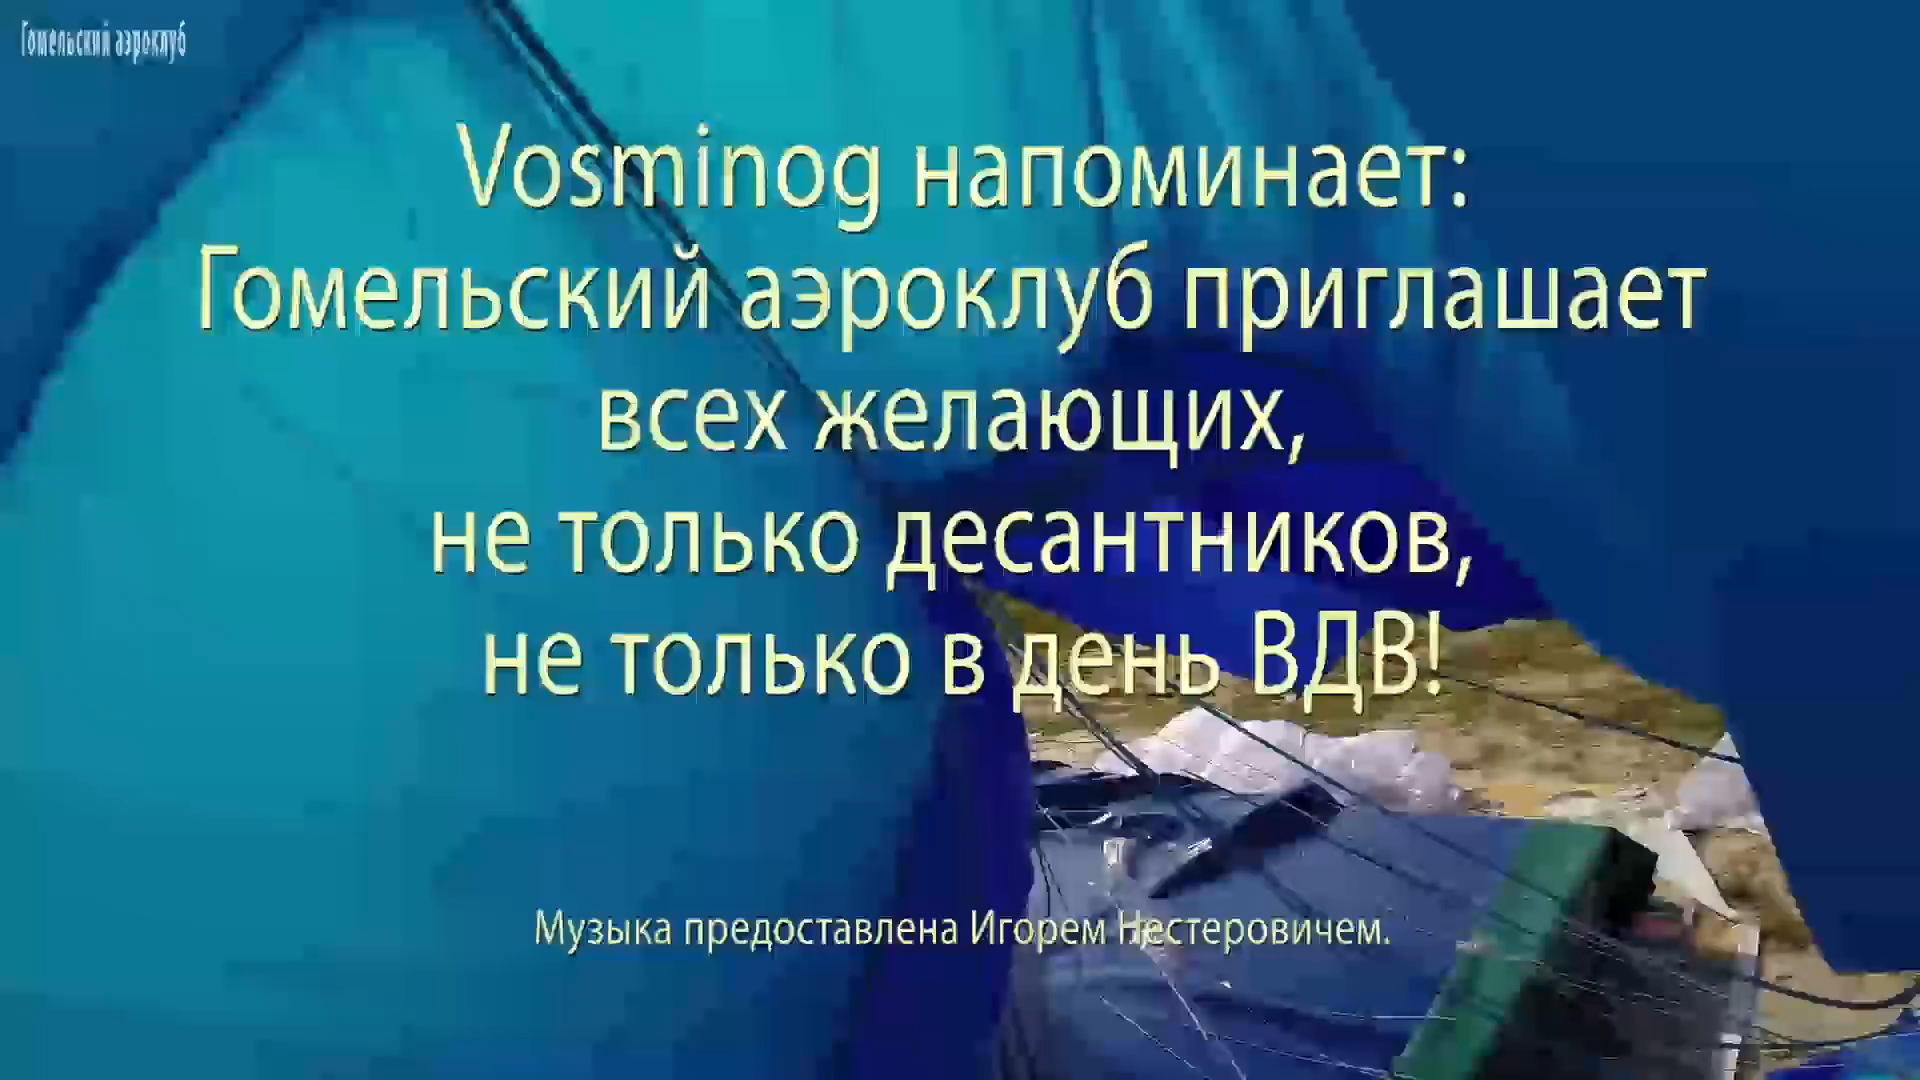 Гомельский аэроклуб
Vosminog напоминает:
Гомельский аэроклуб приглашает
всех желающих,
не только десантников,
не только в день ВДВ!
Музыка предоставлена Игорем Нестеровичем.